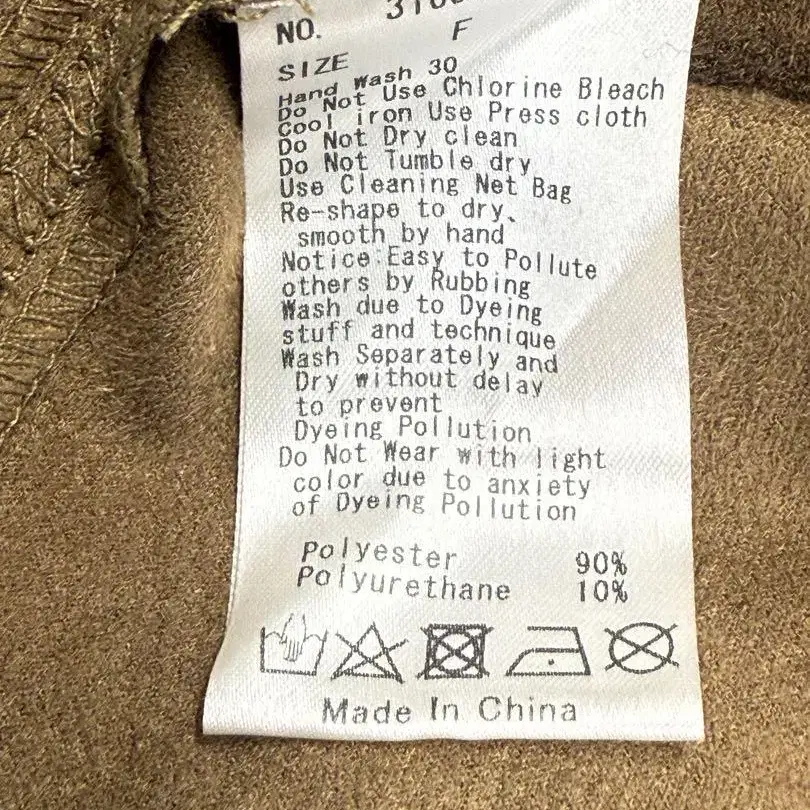 NO.
F
SIZE
Hand Wash 30
Do Not Use Chlorine Bleach
Cool iron Use Press cloth
Do Not Dry clean
Do Not Tumble dry
Use Cleaning Net Bag
Re-shape to dry、
smooth by hand
Notice:Easy to Pollute
others by Rubbing
Wash due to Dyeing
stuff and technique
Wash Separately and
Dry without delay
to prevent
Dyeing Pollution
Do Not Wear with light
color due to anxiety
of Dyeing Pollution
Polyester 90%
Polyurethane 10%
Made In China